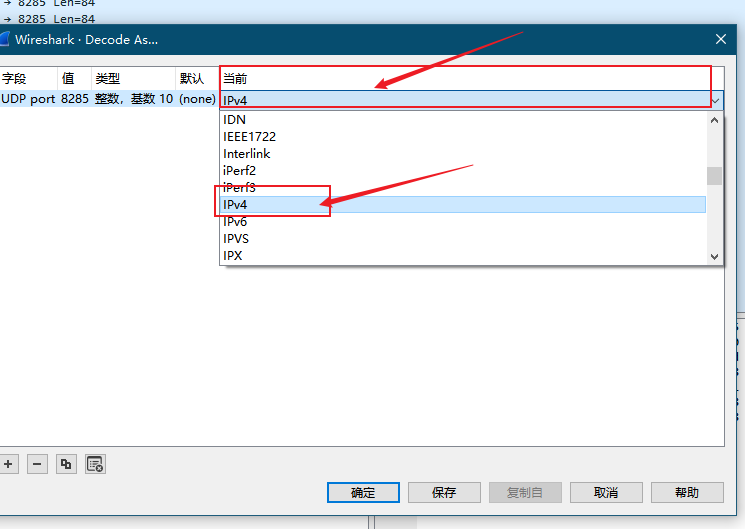 → 8285 Len=84
→ 8285 Len=84
Wireshark · Decode As...
字段 值 类型 默认 当前
UDP port 8285 整数，基数 10 (none) IPv4
IDN
IEEE1722
Interlink
iPerf2
iPerf3
IPv4
IPv6
IPVS
IPX
确定 保存 复制自 取消 帮助